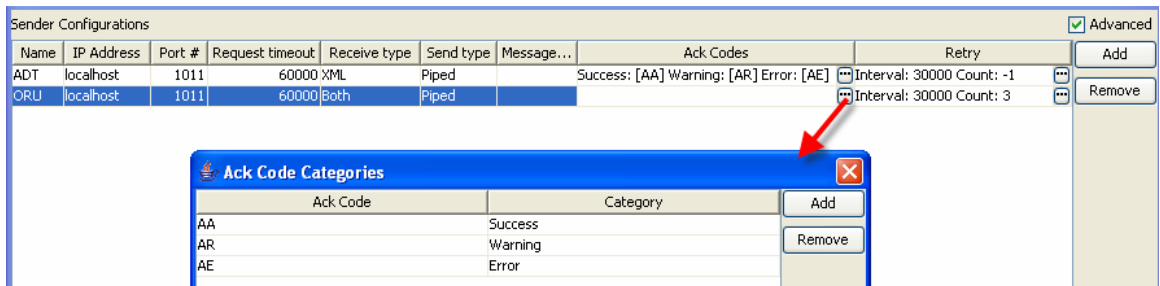 Sender Configurations Advanced
Name IP Address Port # Request timeout Receive type Send type Message... Ack Codes Retry Add
ADT localhost 1011 60000 XML Piped Success: [AA] Warning: [AR] Error: [AE] Interval: 30000 Count: -1
ORU localhost 1011 60000 Both Piped Interval: 30000 Count: 3 Remove
Ack Code Categories
Ack Code Category Add
AA Success
AR Warning Remove
AE Error